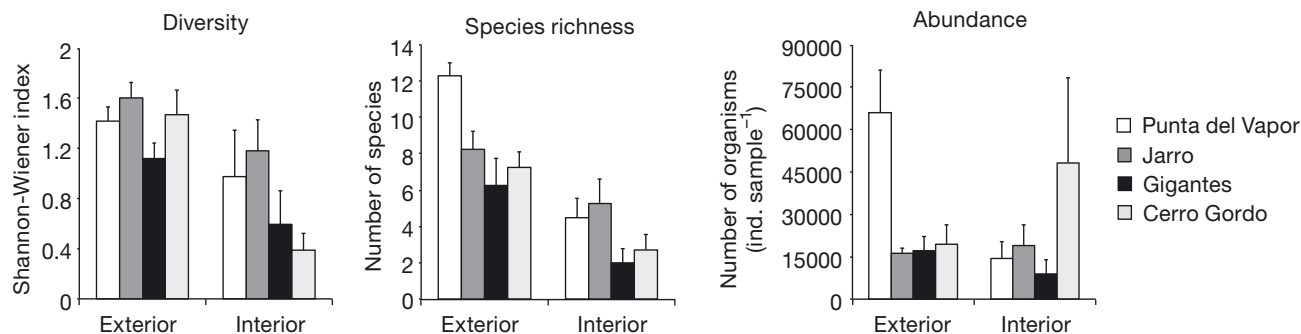 Diversity
Shannon-Wiener index
2
1.6
1.2
0.8
0.4
0
Exterior
Interior
Species richness
Number of species
14
12
10
8
6
4
2
0
Exterior
Interior
Abundance
Number of organisms
(ind. sample⁻¹)
90000
75000
60000
45000
30000
15000
0
Exterior
Interior
Punta del Vapor
Jarro
Gigantes
Cerro Gordo